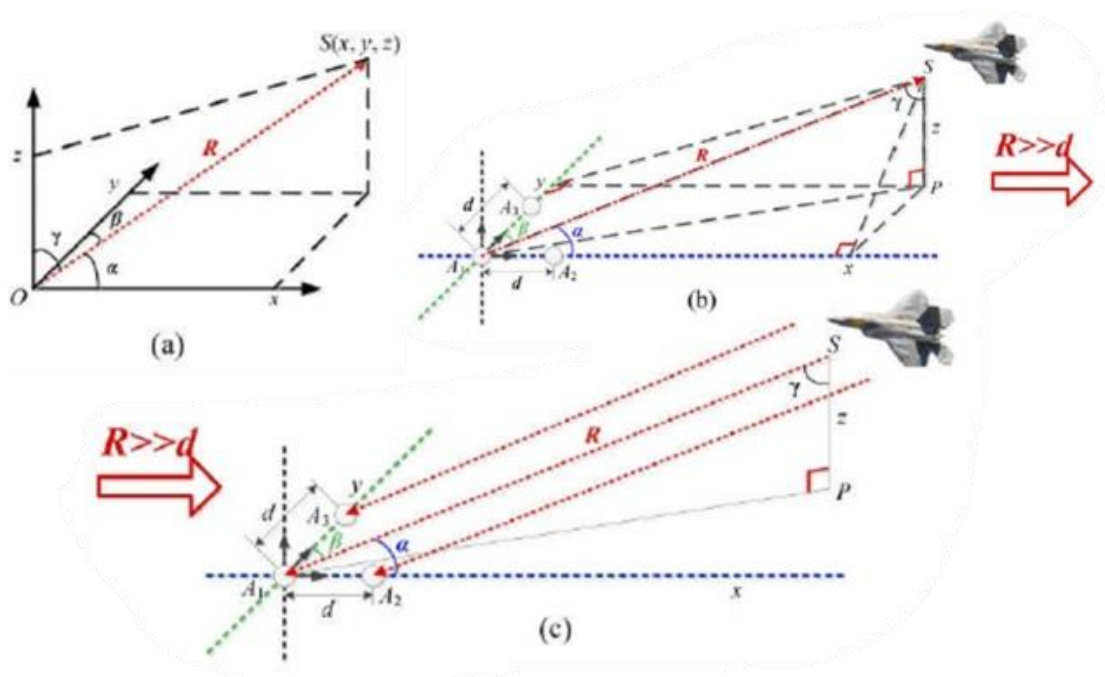 S(x, y, z)
z
R
y
β
γ
α
O
x
(a)
S
γ
z
R
R>>d
y
d
A3
β
α
P
A1
d
A2
x
(b)
R>>d
S
γ
R
z
y
d
A3
P
β
α
A1
d
A2
x
(c)